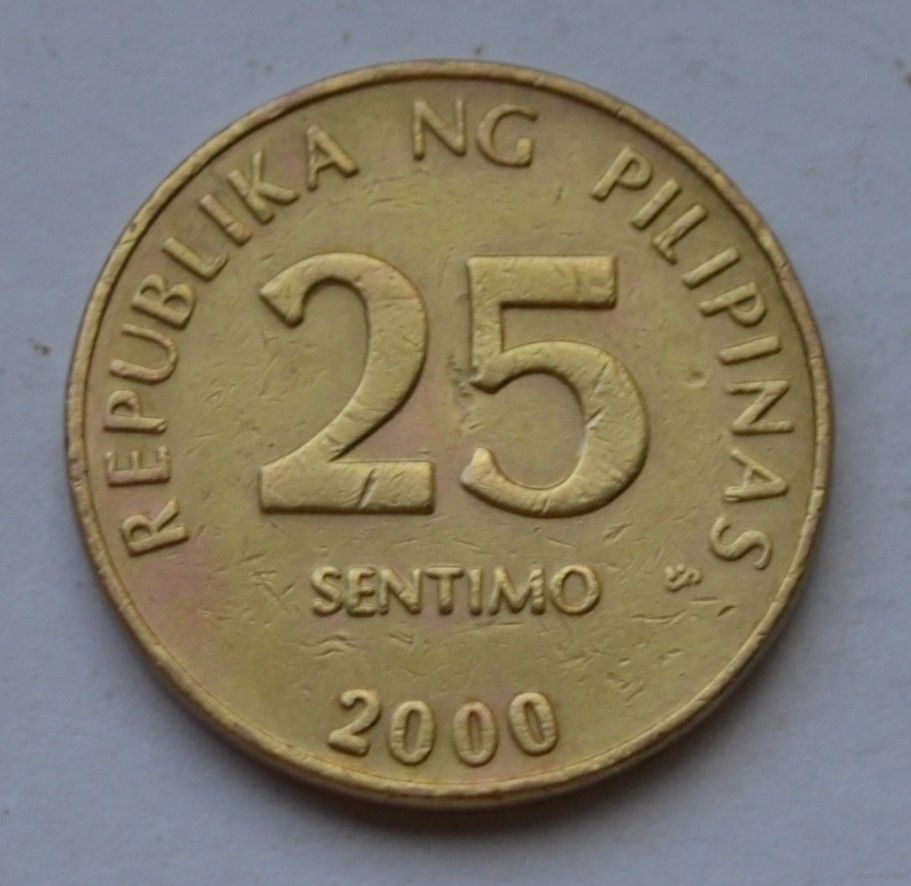 REPUBLIKA NG PILIPINAS
25
SENTIMO
2000